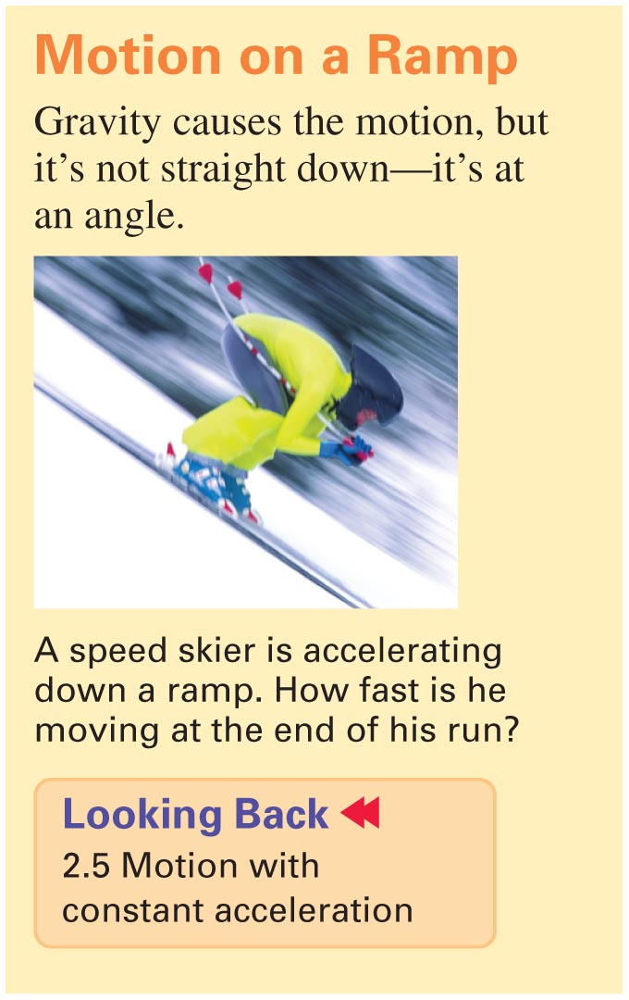 Motion on a Ramp
Gravity causes the motion, but
it’s not straight down—it’s at
an angle.
A speed skier is accelerating
down a ramp. How fast is he
moving at the end of his run?
Looking Back
2.5 Motion with
constant acceleration